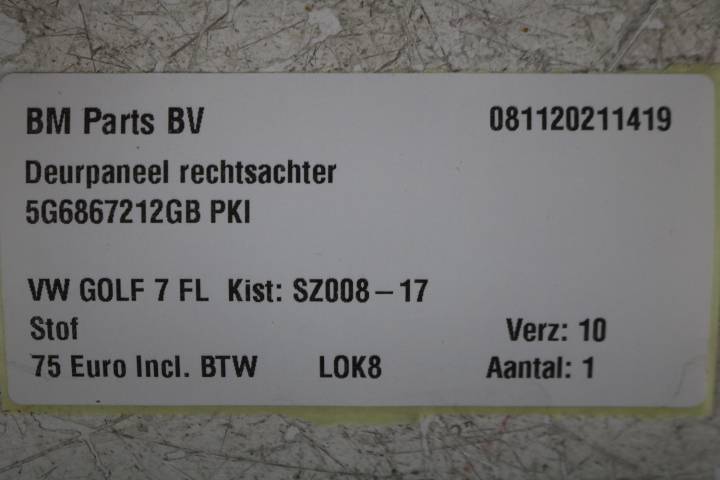 BM Parts BV 081120211419
Deurpaneel rechtsachter
5G6867212GB PKI
VW GOLF 7 FL Kist: SZ008-17
Stof Verz: 10
75 Euro Incl. BTW LOK8 Aantal: 1